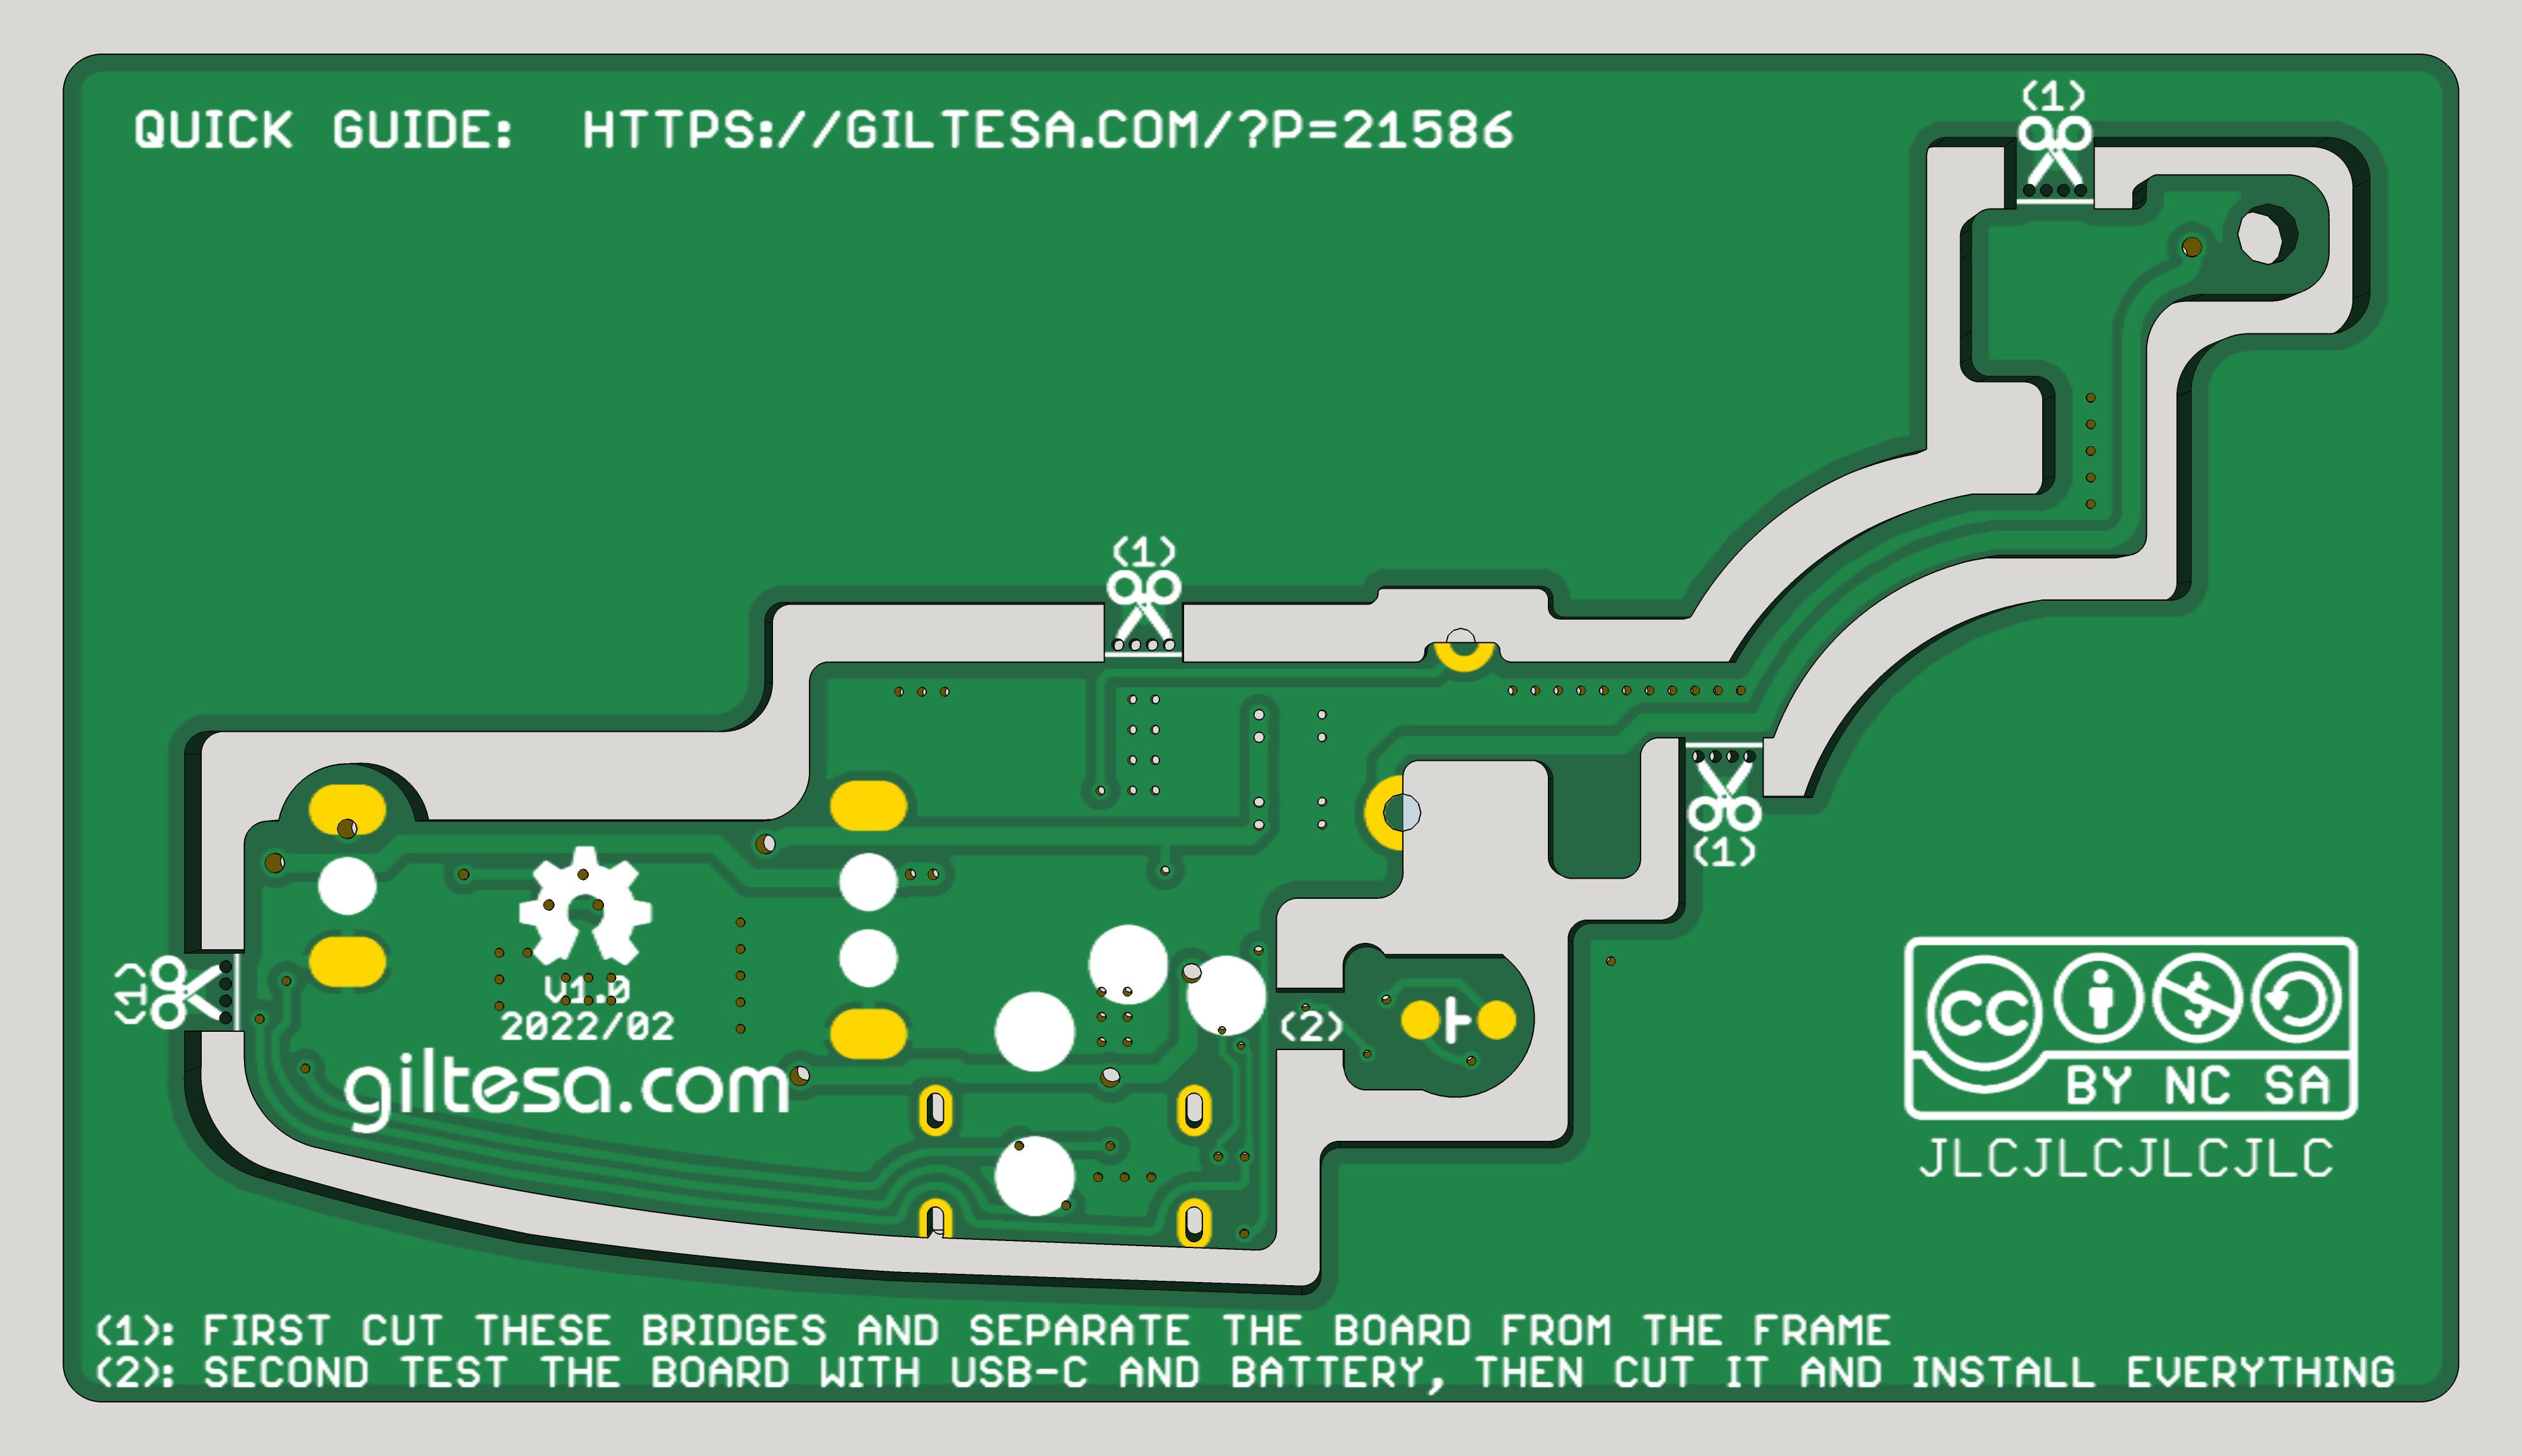 QUICK GUIDE: HTTPS://GILTESA.COM/?P=21586
(1)
(1)
(1)
(1)
V1.0
2022/02
giltesa.com
(2)
CC
$
BY NC SA
JLCJLCJLCJLC
(1): FIRST CUT THESE BRIDGES AND SEPARATE THE BOARD FROM THE FRAME
(2): SECOND TEST THE BOARD WITH USB-C AND BATTERY, THEN CUT IT AND INSTALL EVERYTHING